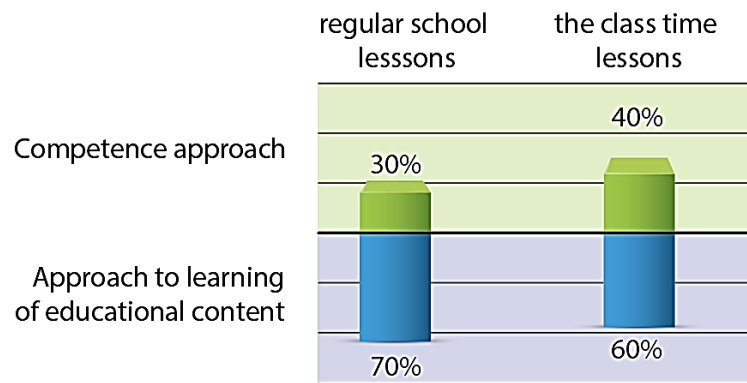 regular school
lesssons
the class time
lessons
Competence approach
30%
40%
Approach to learning
of educational content
70%
60%